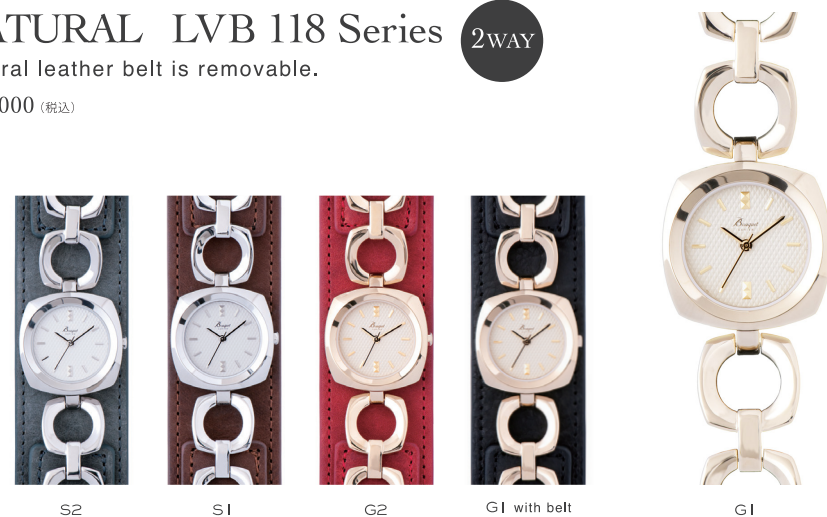 ATURAL LVB 118 Series 2WAY
ral leather belt is removable.
000 (税込)
S2 S1 G2 G1 with belt G1